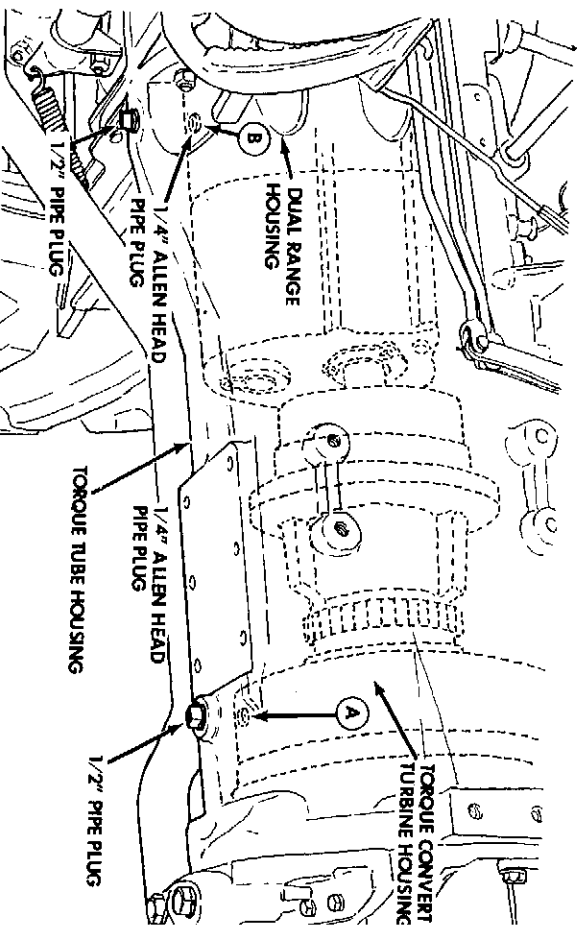 DUAL RANGE
HOUSING
B
1/4" ALLEN HEAD
PIPE PLUG
1/2" PIPE PLUG
TORQUE TUBE HOUSING
1/4" ALLEN HEAD
PIPE PLUG
A
1/2" PIPE PLUG
TORQUE CONVERT
TURBINE HOUSING